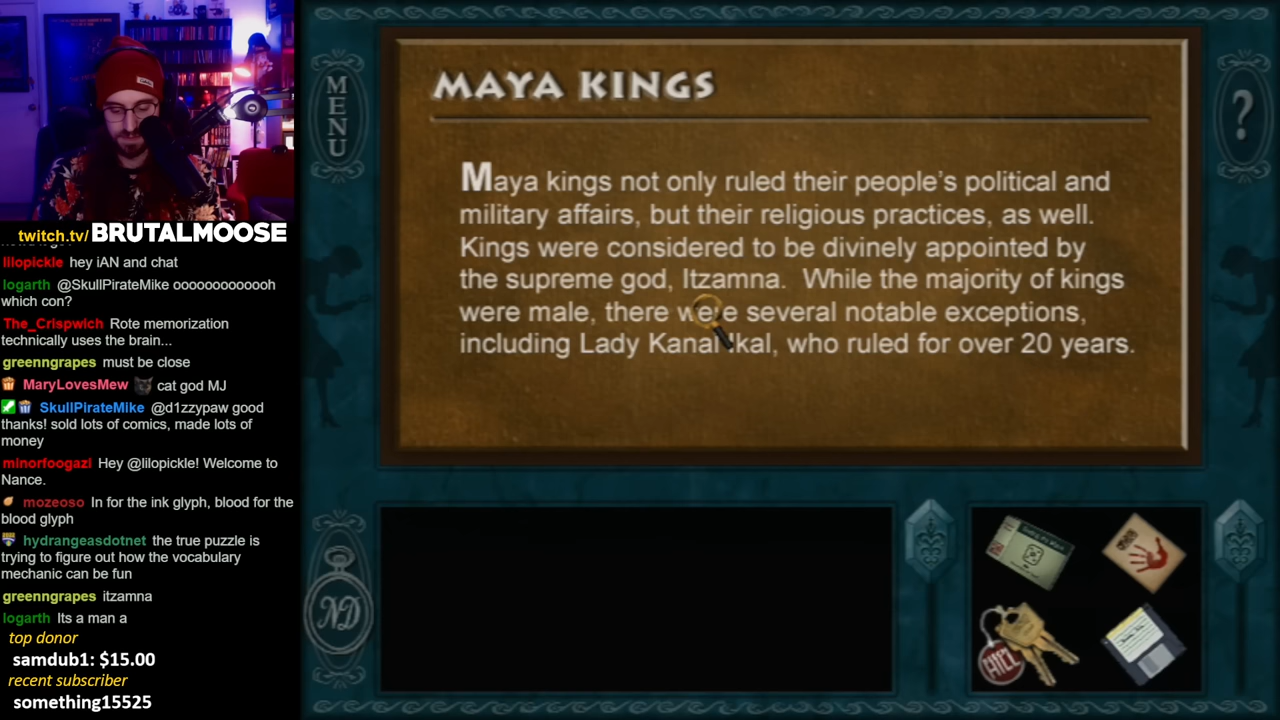 twitch.tv/BRUTALMOOSE
lilopickle hey iAN and chat
logarth @SkullPirateMike oooooooooooooh
which con?
The_Crispwich Rote memorization
technically uses the brain...
greenngrapes must be close
MaryLovesMew cat god MJ
SkullPirateMike @d1zzypaw good
thanks! sold lots of comics, made lots of
money
minorfoogazi Hey @lilopickle! Welcome to
Nance.
mozeoso In for the ink glyph, blood for the
blood glyph
hydrangeasdotnet the true puzzle is
trying to figure out how the vocabulary
mechanic can be fun
greenngrapes itzamna
logarth Its a man a
top donor
samdub1: $15.00
recent subscriber
something15525
MENU
MAYA KINGS
Maya kings not only ruled their people's political and
military affairs, but their religious practices, as well.
Kings were considered to be divinely appointed by
the supreme god, Itzamna. While the majority of kings
were male, there were several notable exceptions,
including Lady Kanal Ikal, who ruled for over 20 years.
?
ND